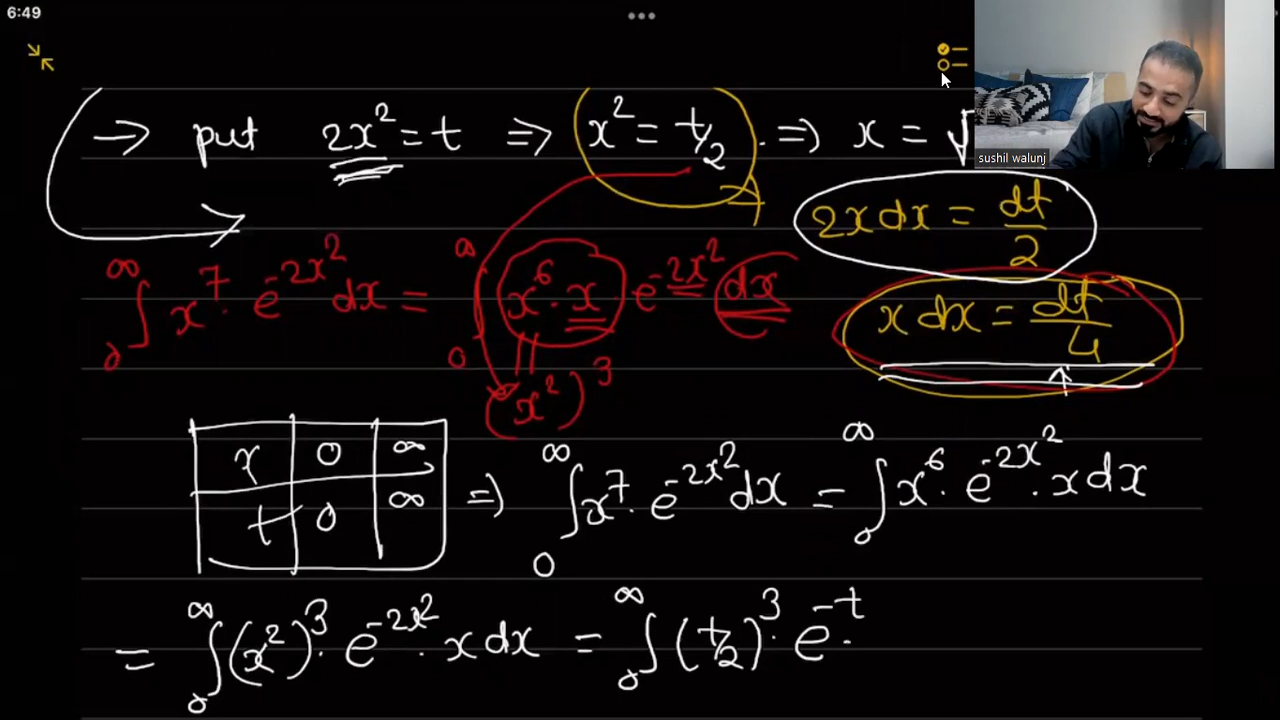 6:49
→ put 2x² = t ⇒ x² = t/2 . ⇒ x = √
sushil walunj
2x dx = dt/2
∫₀^∞ x⁷ · e^(-2x²) dx = ∫₀^∞ x⁶ · x e^(-2x²) dx
x dx = dt/4
(x²)³
x 0 ∞
t 0 ∞
⇒ ∫₀^∞ x⁷ · e^(-2x²) dx = ∫₀^∞ x⁶ · e^(-2x²) · x dx
= ∫₀^∞ (x²)³ · e^(-2x²) · x dx = ∫₀^∞ (t/2)³ · e^(-t) ·